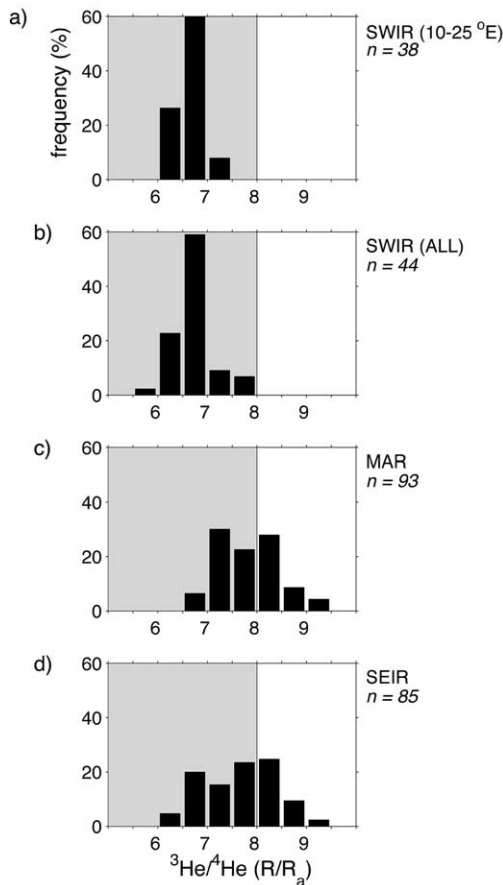 a)
60
40
20
0
frequency (%)
6 7 8 9
SWIR (10-25 °E)
n = 38
b)
60
40
20
0
6 7 8 9
SWIR (ALL)
n = 44
c)
60
40
20
0
6 7 8 9
MAR
n = 93
d)
60
40
20
0
6 7 8 9
SEIR
n = 85
³He/⁴He (R/Rₐ)